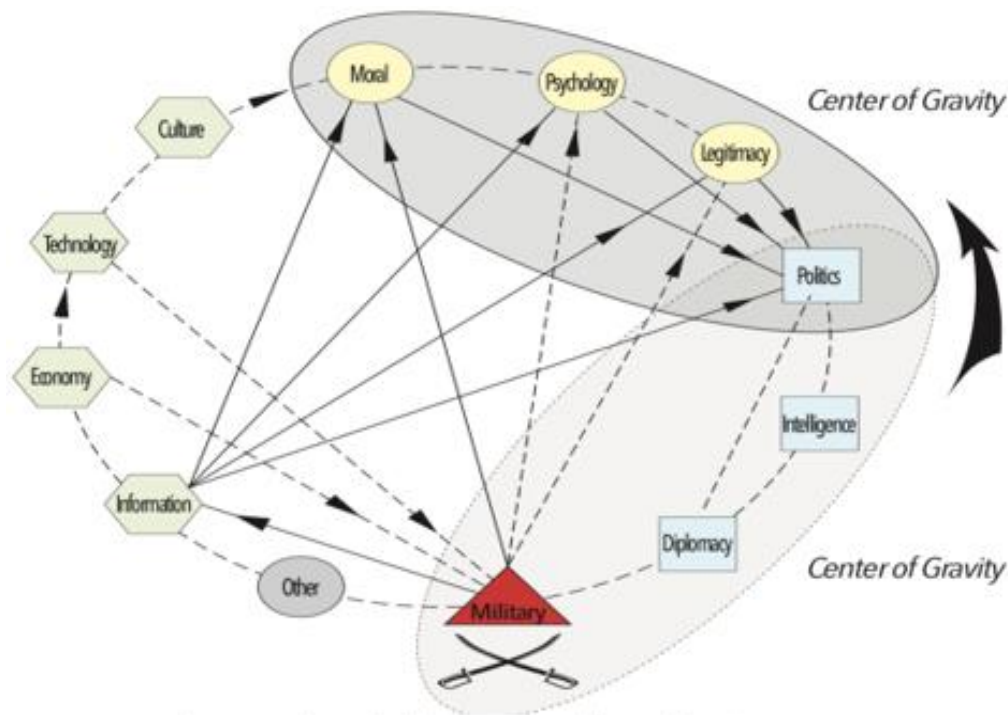 Moral
Psychology
Center of Gravity
Culture
Legitimacy
Technology
Politics
Economy
Intelligence
Information
Diplomacy
Center of Gravity
Other
Military